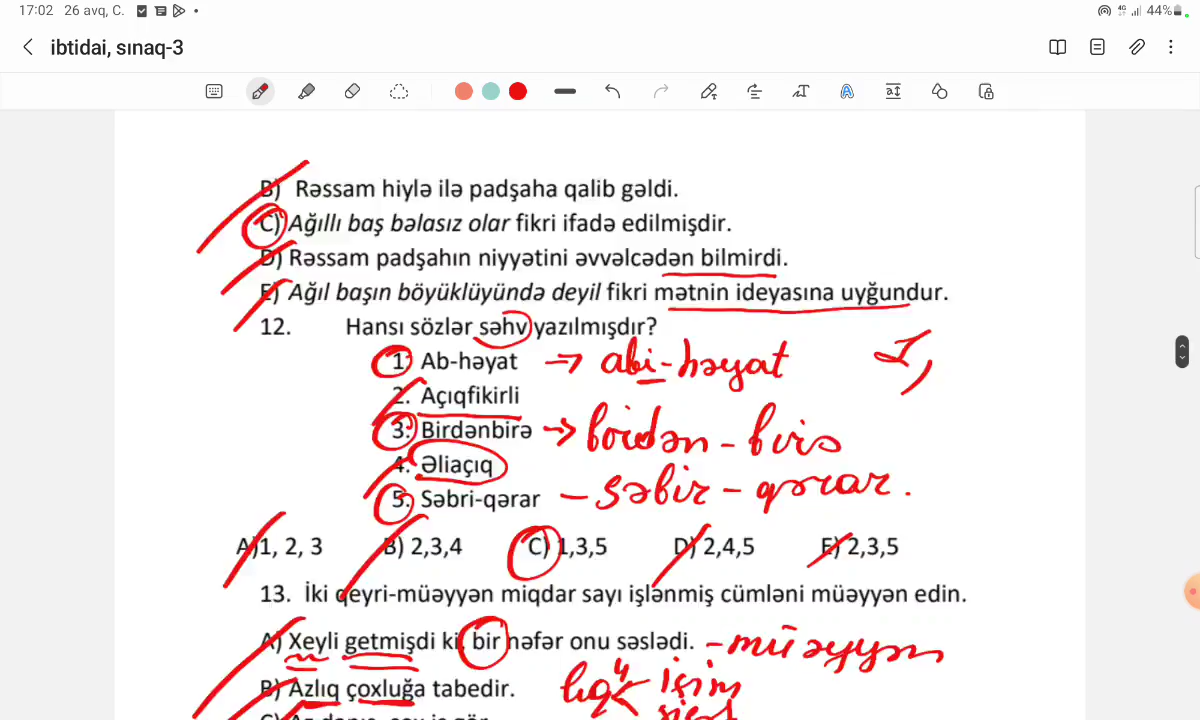 17:02 26 avq, C. 4G 44%
ibtidai, sınaq-3
B) Rəssam hiylə ilə padşaha qalib gəldi.
C) Ağıllı baş bəlasız olar fikri ifadə edilmişdir.
D) Rəssam padşahın niyyətini əvvəlcədən bilmirdi.
E) Ağıl başın böyüklüyündə deyil fikri mətnin ideyasına uyğundur.
12. Hansı sözlər səhv yazılmışdır?
1. Ab-həyat → abi-həyat
2. Açıqfikirli
3. Birdənbirə → birdən-birə
4. Əliaçıq
5. Səbri-qərar – səbir-qərar.
A) 1, 2, 3 B) 2,3,4 C) 1,3,5 D) 2,4,5 E) 2,3,5
13. İki qeyri-müəyyən miqdar sayı işlənmiş cümləni müəyyən edin.
A) Xeyli getmişdi ki, bir nəfər onu səslədi. – müəyyən
B) Azlıq çoxluğa tabedir. lıq⁴ içim